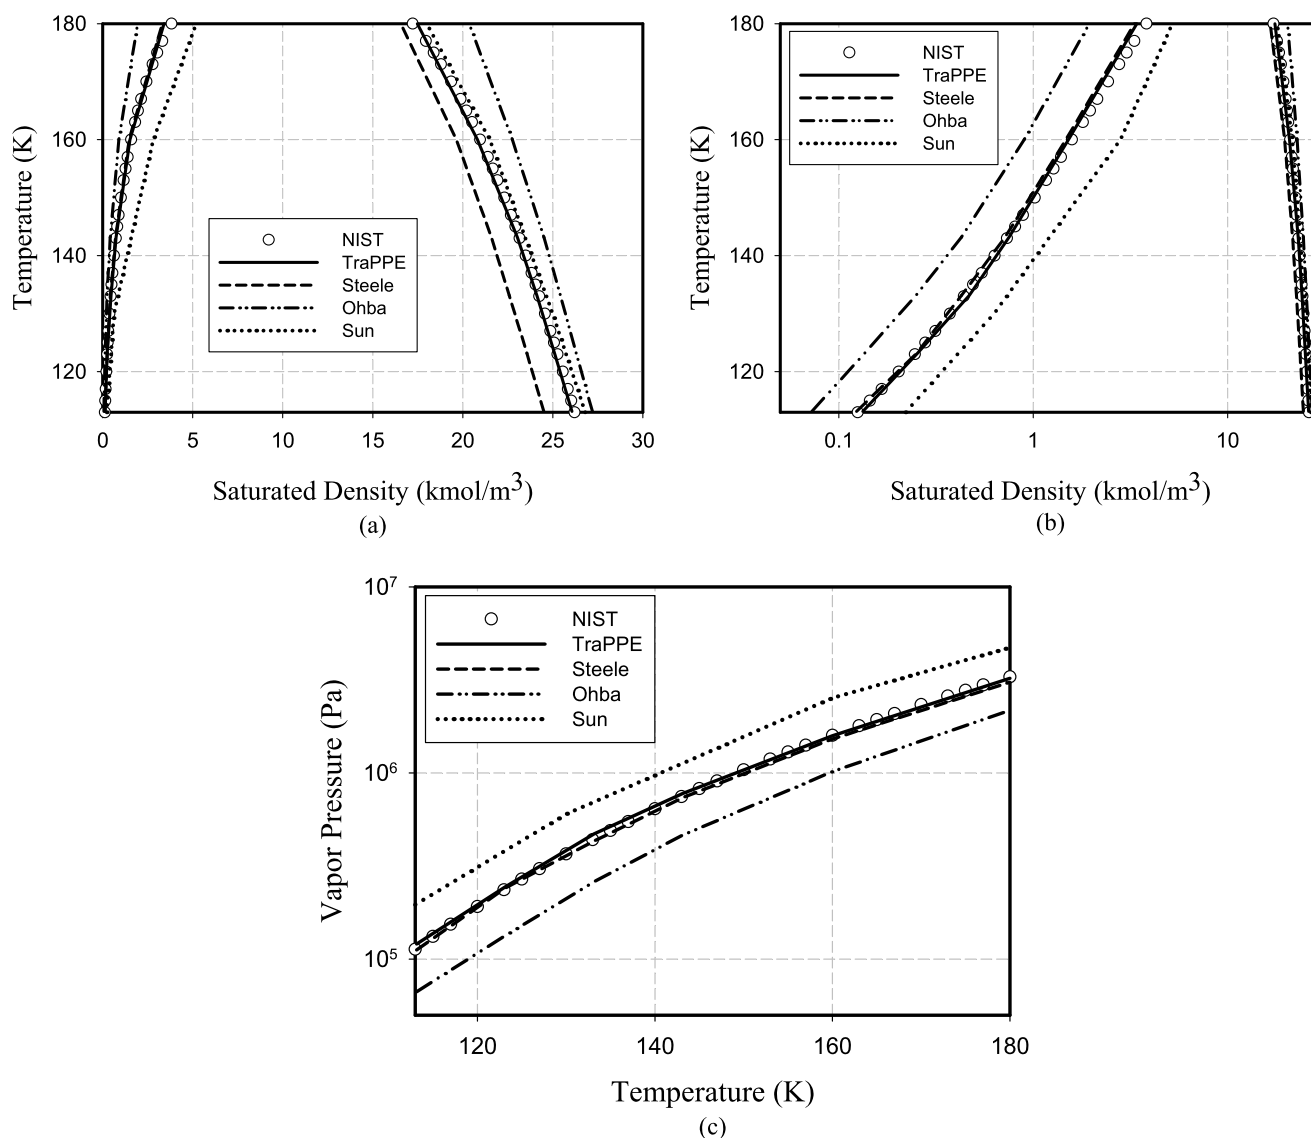 180
160
140
120
Temperature (K)
NIST
TraPPE
Steele
Ohba
Sun
0 5 10 15 20 25 30
Saturated Density (kmol/m³)
(a)
180
160
140
120
Temperature (K)
NIST
TraPPE
Steele
Ohba
Sun
0.1 1 10
Saturated Density (kmol/m³)
(b)
10⁷
10⁶
10⁵
Vapor Pressure (Pa)
NIST
TraPPE
Steele
Ohba
Sun
120 140 160 180
Temperature (K)
(c)